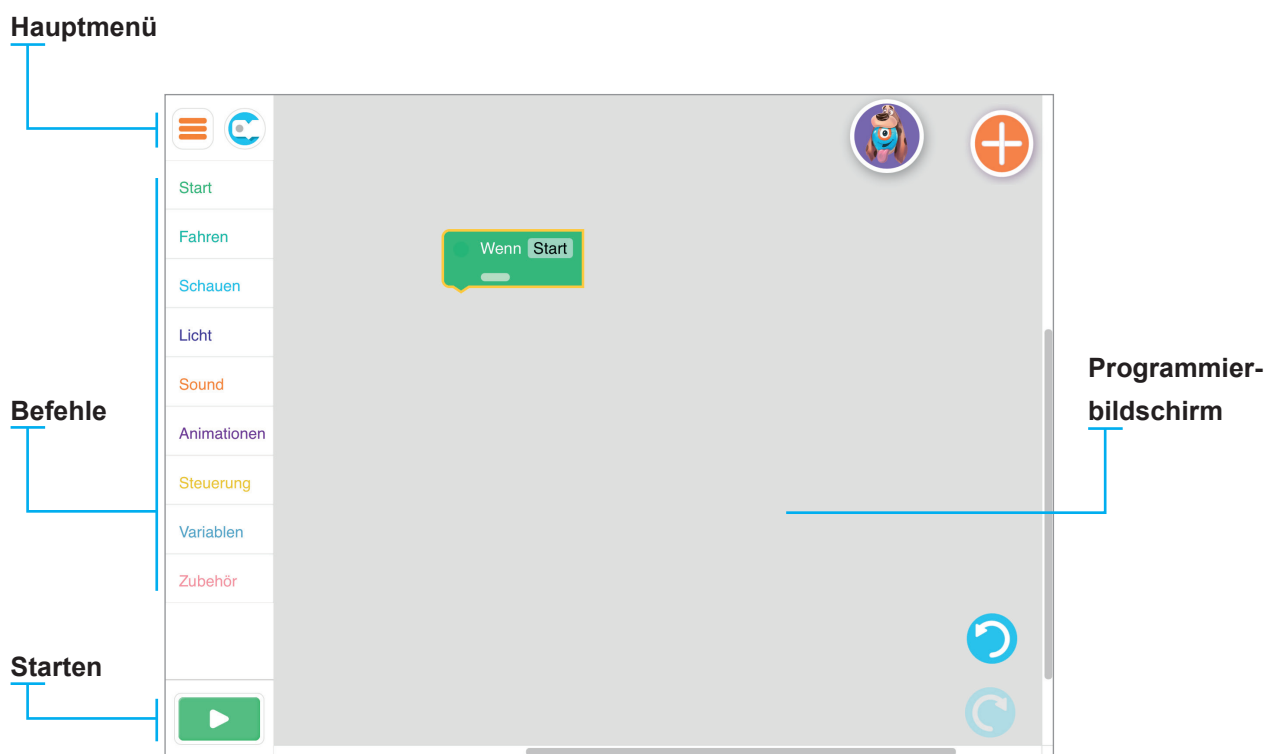 Hauptmenü
Start
Fahren
Schauen
Licht
Sound
Animationen
Steuerung
Variablen
Zubehör
Wenn Start
Befehle
Programmier-
bildschirm
Starten